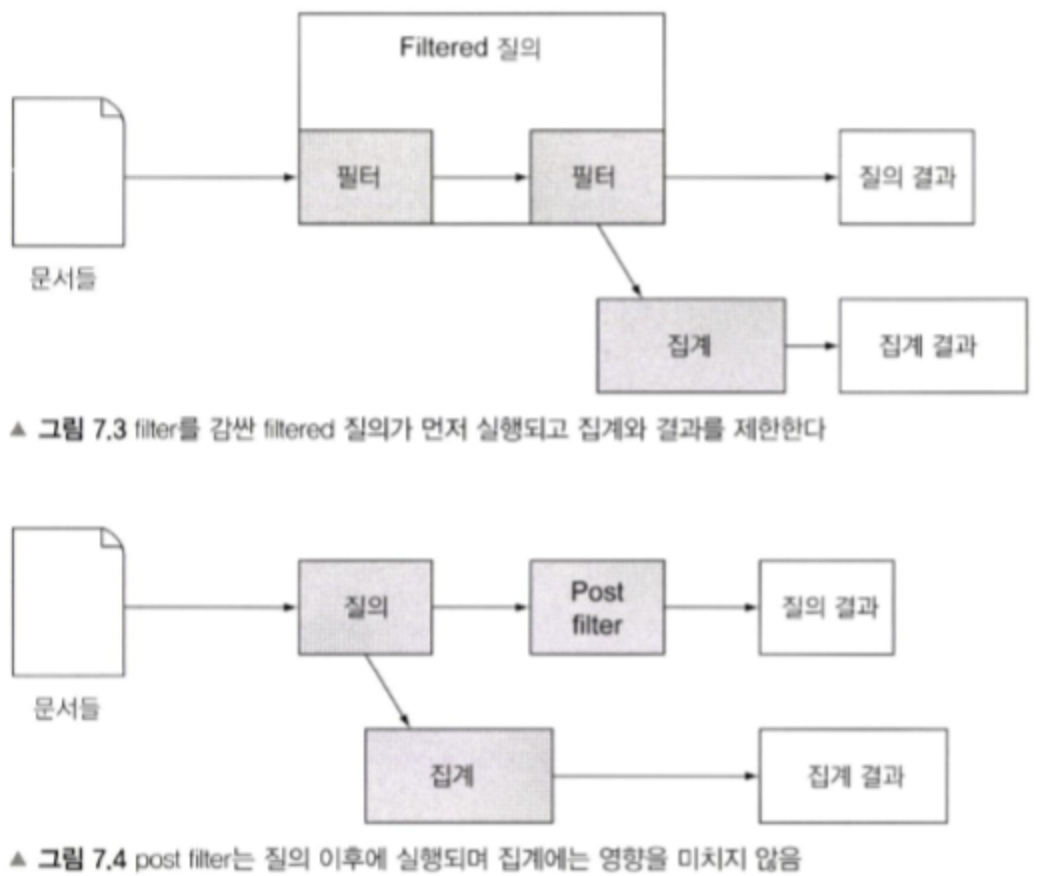 Filtered 질의
필터
필터
질의 결과
문서들
집계
집계 결과
▲ 그림 7.3 filter를 감싼 filtered 질의가 먼저 실행되고 집계와 결과를 제한한다
질의
Post
filter
질의 결과
문서들
집계
집계 결과
▲ 그림 7.4 post filter는 질의 이후에 실행되며 집계에는 영향을 미치지 않음